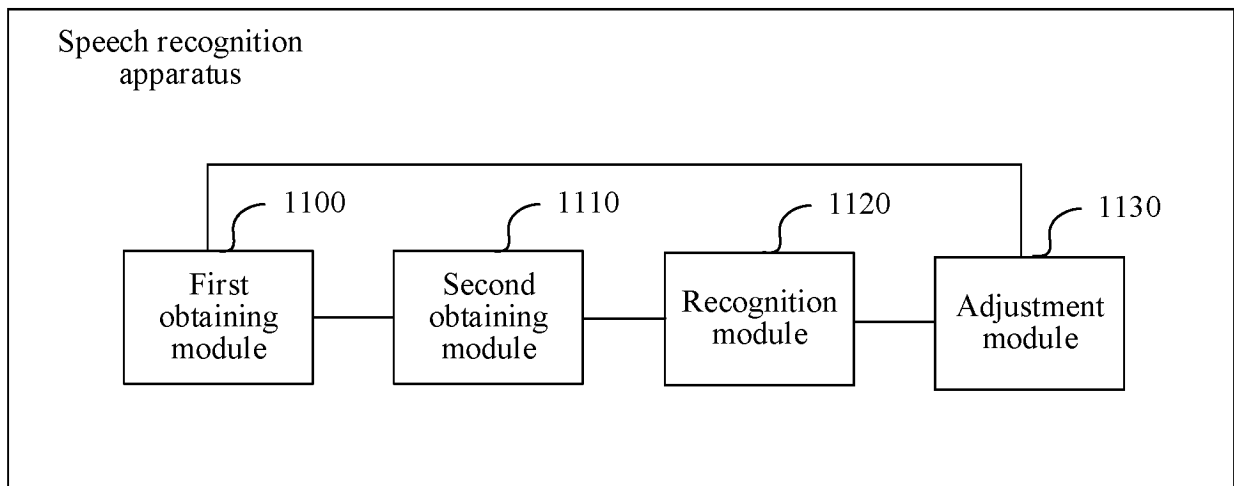 Speech recognition
apparatus
1100
1110
1120
1130
First
obtaining
module
Second
obtaining
module
Recognition
module
Adjustment
module